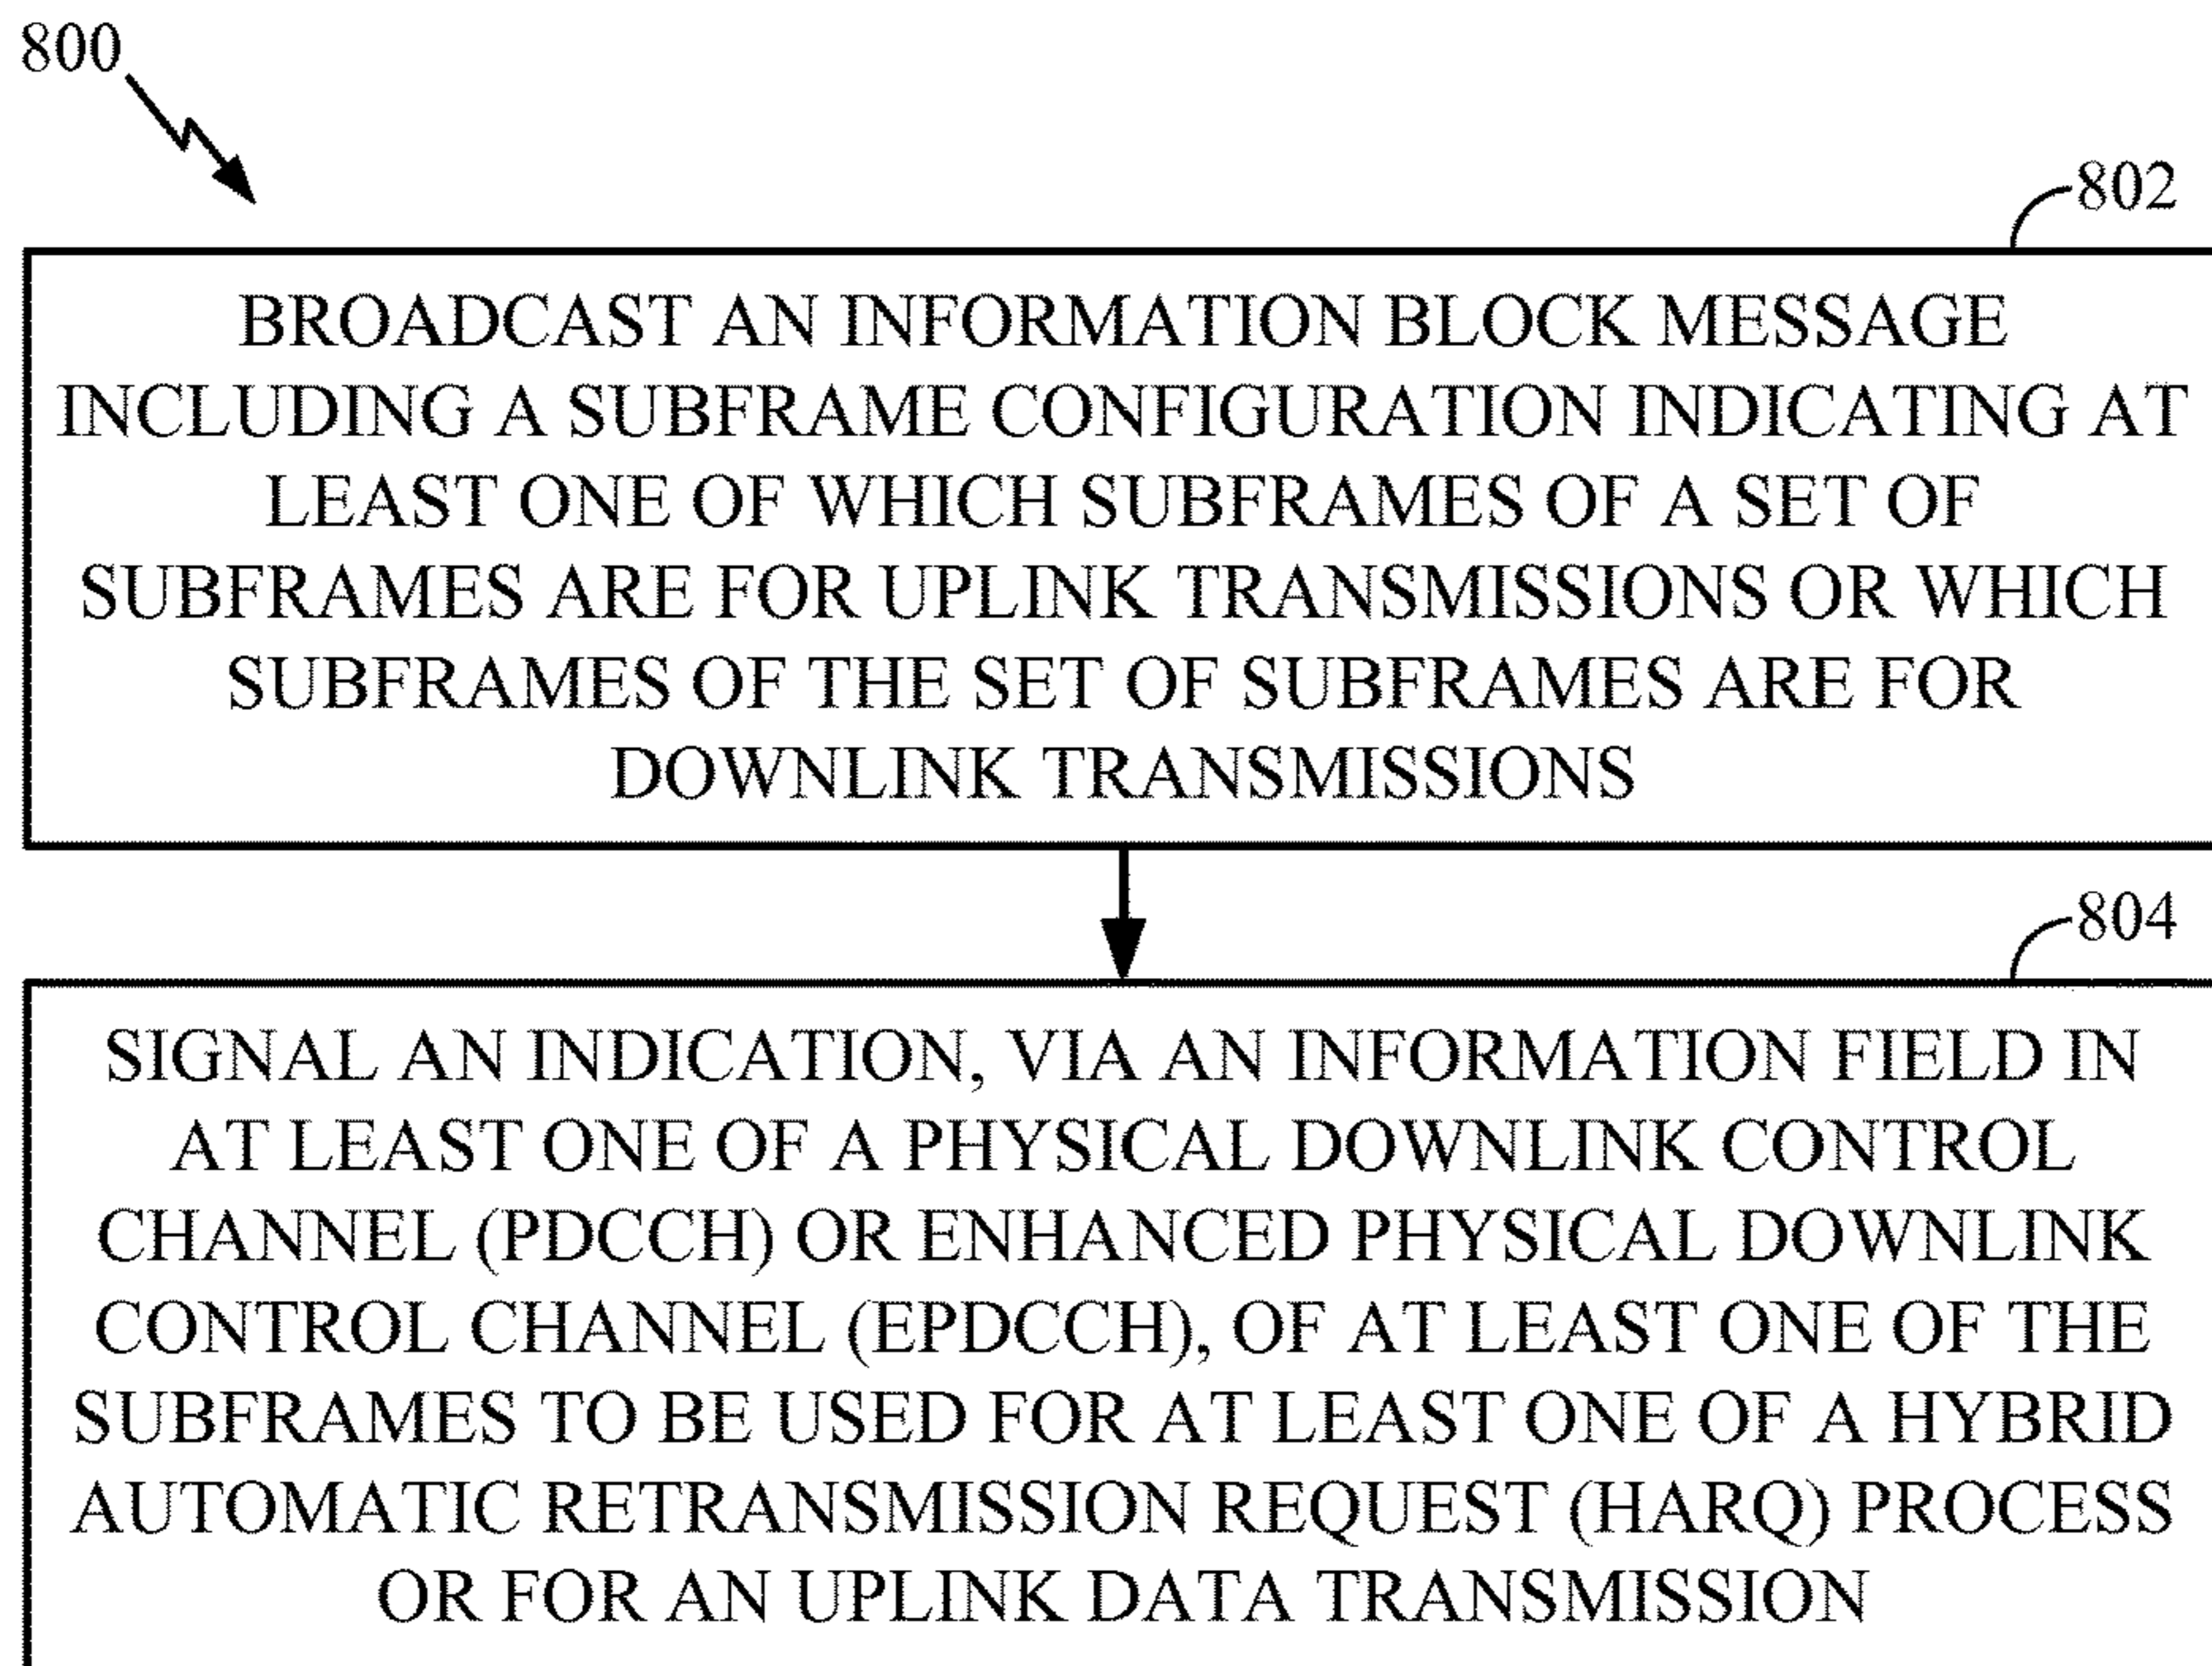 800
802
BROADCAST AN INFORMATION BLOCK MESSAGE
INCLUDING A SUBFRAME CONFIGURATION INDICATING AT
LEAST ONE OF WHICH SUBFRAMES OF A SET OF
SUBFRAMES ARE FOR UPLINK TRANSMISSIONS OR WHICH
SUBFRAMES OF THE SET OF SUBFRAMES ARE FOR
DOWNLINK TRANSMISSIONS
804
SIGNAL AN INDICATION, VIA AN INFORMATION FIELD IN
AT LEAST ONE OF A PHYSICAL DOWNLINK CONTROL
CHANNEL (PDCCH) OR ENHANCED PHYSICAL DOWNLINK
CONTROL CHANNEL (EPDCCH), OF AT LEAST ONE OF THE
SUBFRAMES TO BE USED FOR AT LEAST ONE OF A HYBRID
AUTOMATIC RETRANSMISSION REQUEST (HARQ) PROCESS
OR FOR AN UPLINK DATA TRANSMISSION